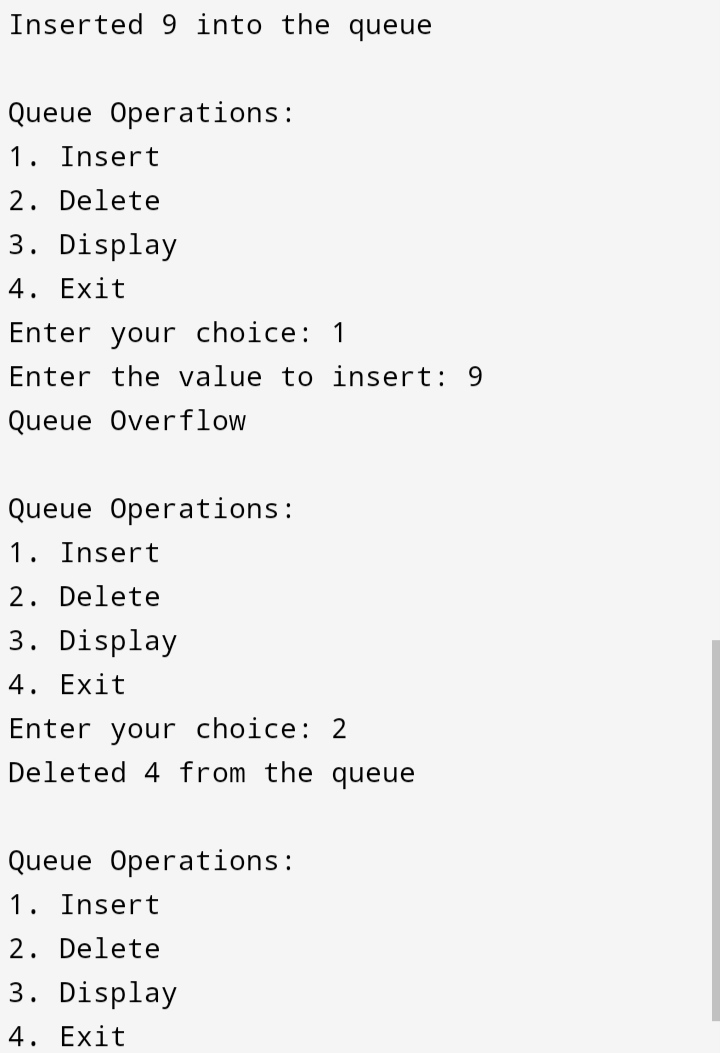 Inserted 9 into the queue
Queue Operations:
1. Insert
2. Delete
3. Display
4. Exit
Enter your choice: 1
Enter the value to insert: 9
Queue Overflow
Queue Operations:
1. Insert
2. Delete
3. Display
4. Exit
Enter your choice: 2
Deleted 4 from the queue
Queue Operations:
1. Insert
2. Delete
3. Display
4. Exit